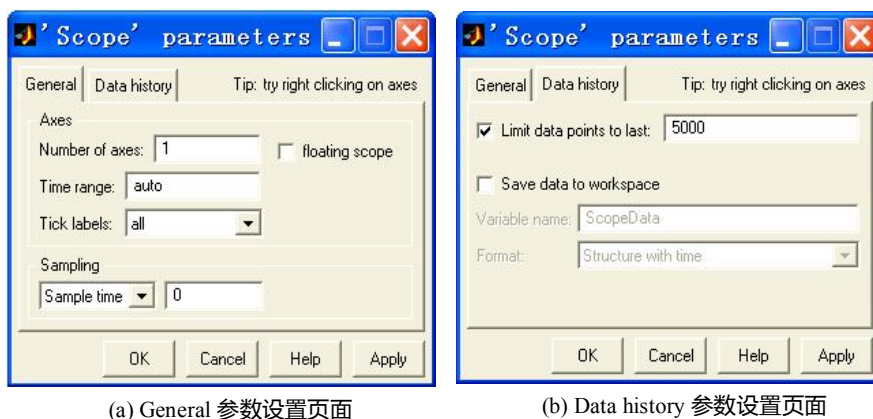 'Scope' parameters
General Data history Tip: try right clicking on axes
Axes
Number of axes: 1 floating scope
Time range: auto
Tick labels: all
Sampling
Sample time 0
OK Cancel Help Apply
(a) General 参数设置页面
'Scope' parameters
General Data history Tip: try right clicking on axes
Limit data points to last: 5000
Save data to workspace
Variable name: ScopeData
Format: Structure with time
OK Cancel Help Apply
(b) Data history 参数设置页面